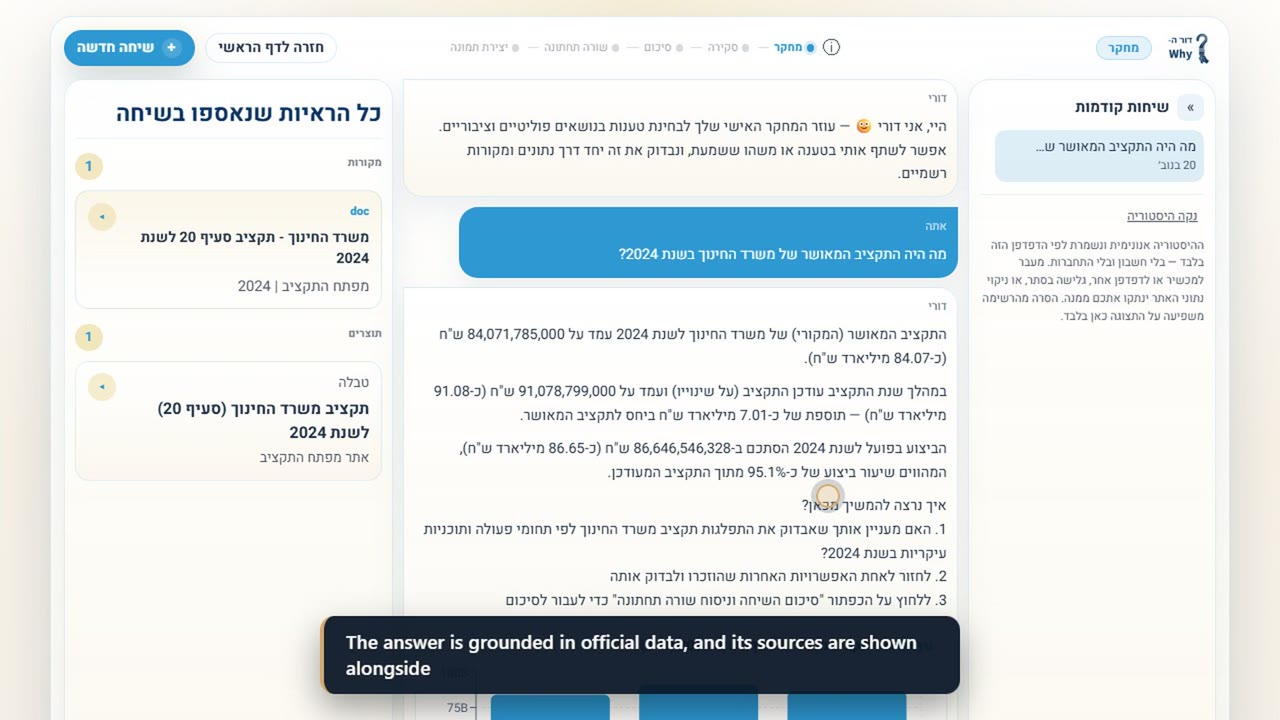 דור ה-
Why
מחקר
מחקר — סקירה — סיכום — שורה תחתונה — יצירת תמונה
חזרה לדף הראשי
+ שיחה חדשה
» שיחות קודמות
מה היה התקציב המאושר ש...
20 בנוב׳
נקה היסטוריה
ההיסטוריה אנונימית ונשמרת לפי הדפדפן הזה
בלבד — בלי חשבון ובלי התחברות. מעבר
למכשיר או לדפדפן אחר, גלישה בסתר, או ניקוי
נתוני האתר ינתקו אתכם ממנה. הסרה מהרשימה
משפיעה על התצוגה כאן בלבד.
דורי
היי, אני דורי 😊 — עוזר המחקר האישי שלך לבחינת טענות בנושאים פוליטיים וציבוריים.
אפשר לשתף אותי בטענה או משהו ששמעת, ונבדוק את זה יחד דרך נתונים ומקורות
רשמיים.
אתה
מה היה התקציב המאושר של משרד החינוך בשנת 2024?
דורי
התקציב המאושר (המקורי) של משרד החינוך לשנת 2024 עמד על 84,071,785,000 ש"ח
(כ-84.07 מיליארד ש"ח).
במהלך שנת התקציב עודכן התקציב (על שינוייו) ועמד על 91,078,799,000 ש"ח (כ-91.08
מיליארד ש"ח) — תוספת של כ-7.01 מיליארד ש"ח ביחס לתקציב המאושר.
הביצוע בפועל לשנת 2024 הסתכם ב-86,646,546,328 ש"ח (כ-86.65 מיליארד ש"ח),
המהווים שיעור ביצוע של כ-95.1% מתוך התקציב המעודכן.
איך נרצה להמשיך מכאן?
1. האם מעניין אותך שאבדוק את התפלגות תקציב משרד החינוך לפי תחומי פעולה ותוכניות
עיקריות בשנת 2024?
2. לחזור לאחת האפשרויות האחרות שהוזכרו ולבדוק אותה
3. ללחוץ על הכפתור "סיכום השיחה וניסוח שורה תחתונה" כדי לעבור לסיכום
75B
כל הראיות שנאספו בשיחה
מקורות
1
doc
משרד החינוך - תקציב סעיף 20 לשנת
2024
מפתח התקציב | 2024
תוצרים
1
טבלה
תקציב משרד החינוך (סעיף 20)
לשנת 2024
אתר מפתח התקציב
The answer is grounded in official data, and its sources are shown
alongside